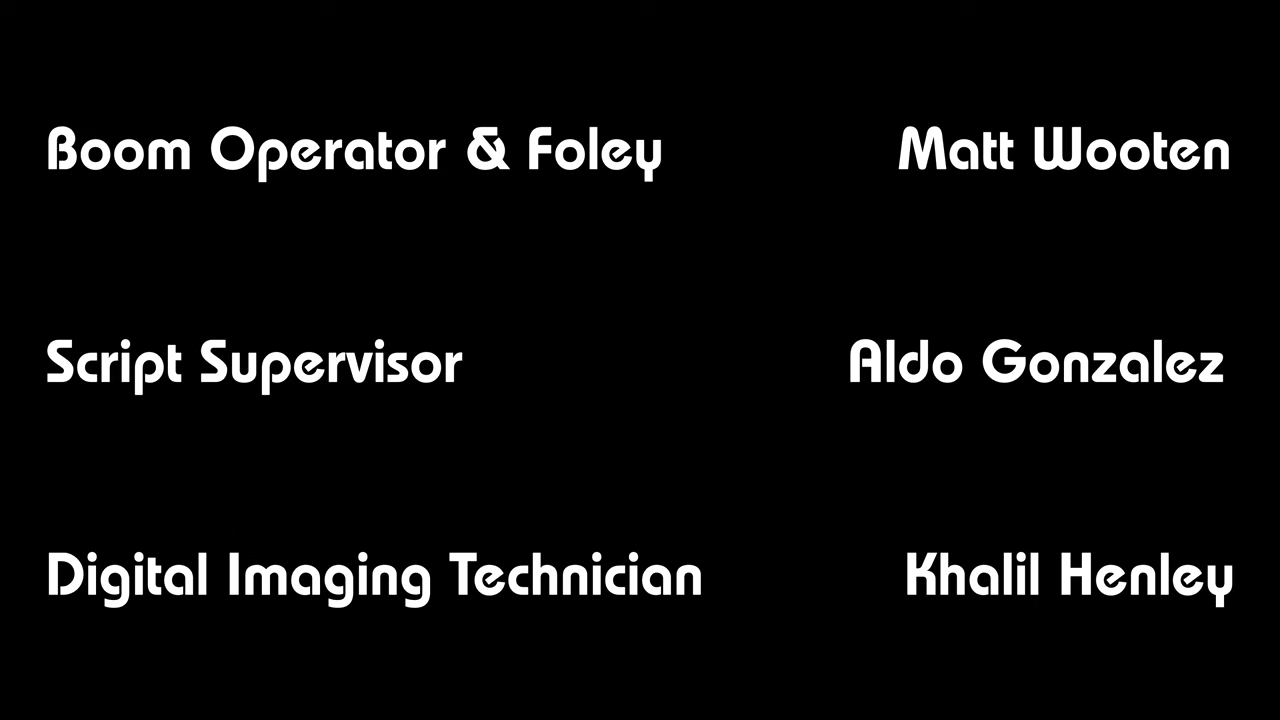 Boom Operator & Foley Matt Wooten
Script Supervisor Aldo Gonzalez
Digital Imaging Technician Khalil Henley